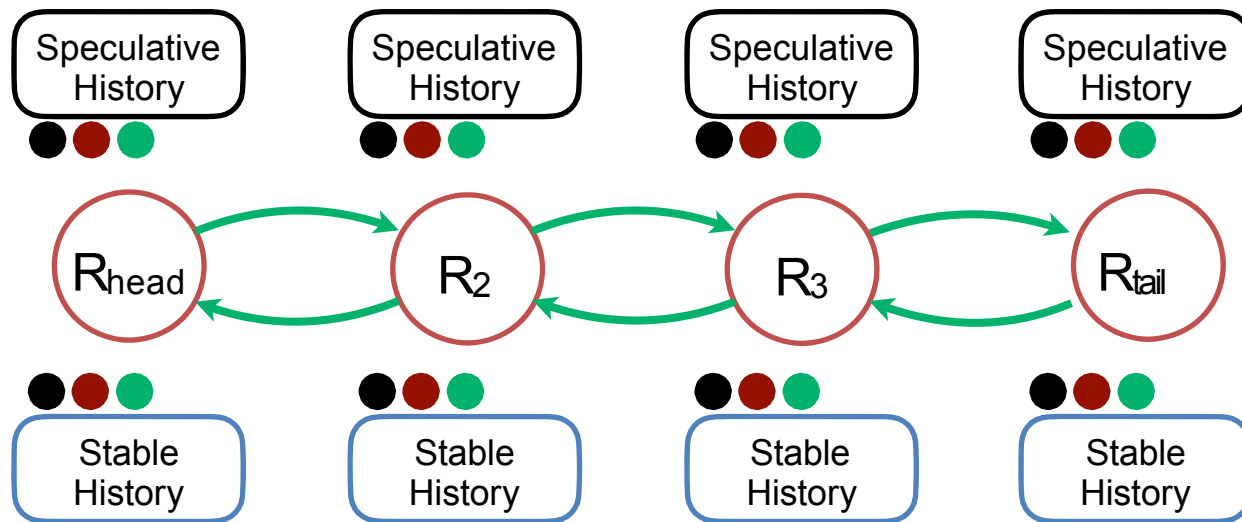 Speculative
History
Speculative
History
Speculative
History
Speculative
History
Rhead
R2
R3
Rtail
Stable
History
Stable
History
Stable
History
Stable
History